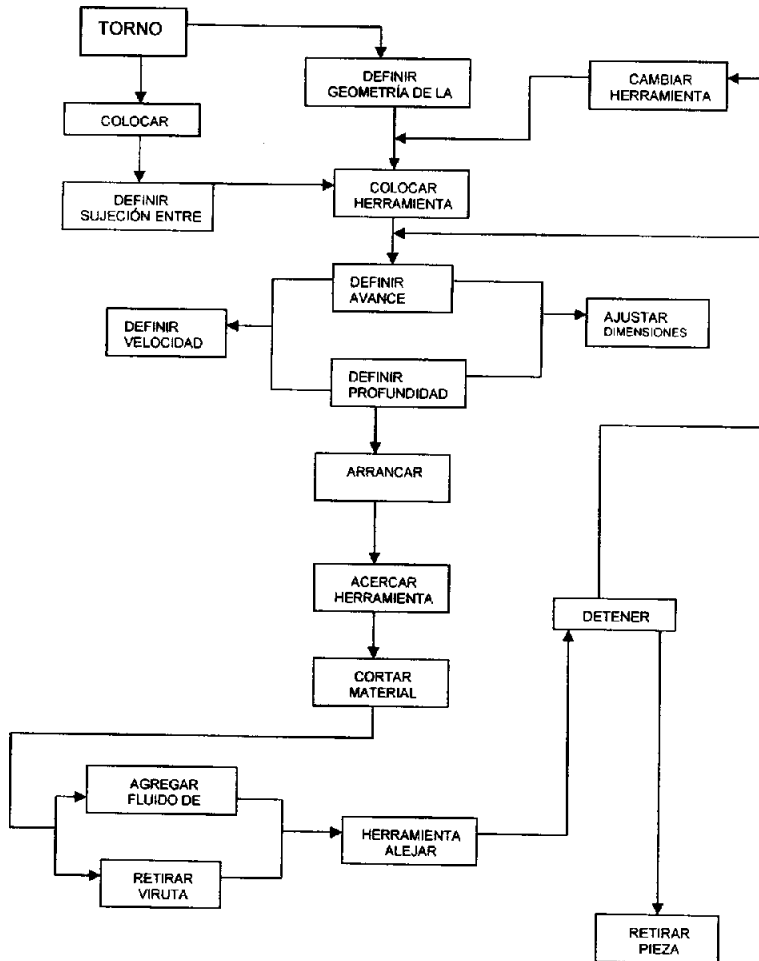 TORNO
DEFINIR
GEOMETRÍA DE LA
CAMBIAR
HERRAMIENTA
COLOCAR
DEFINIR
SUJECIÓN ENTRE
COLOCAR
HERRAMIENTA
DEFINIR
AVANCE
DEFINIR
VELOCIDAD
AJUSTAR
DIMENSIONES
DEFINIR
PROFUNDIDAD
ARRANCAR
ACERCAR
HERRAMIENTA
DETENER
CORTAR
MATERIAL
AGREGAR
FLUIDO DE
HERRAMIENTA
ALEJAR
RETIRAR
VIRUTA
RETIRAR
PIEZA